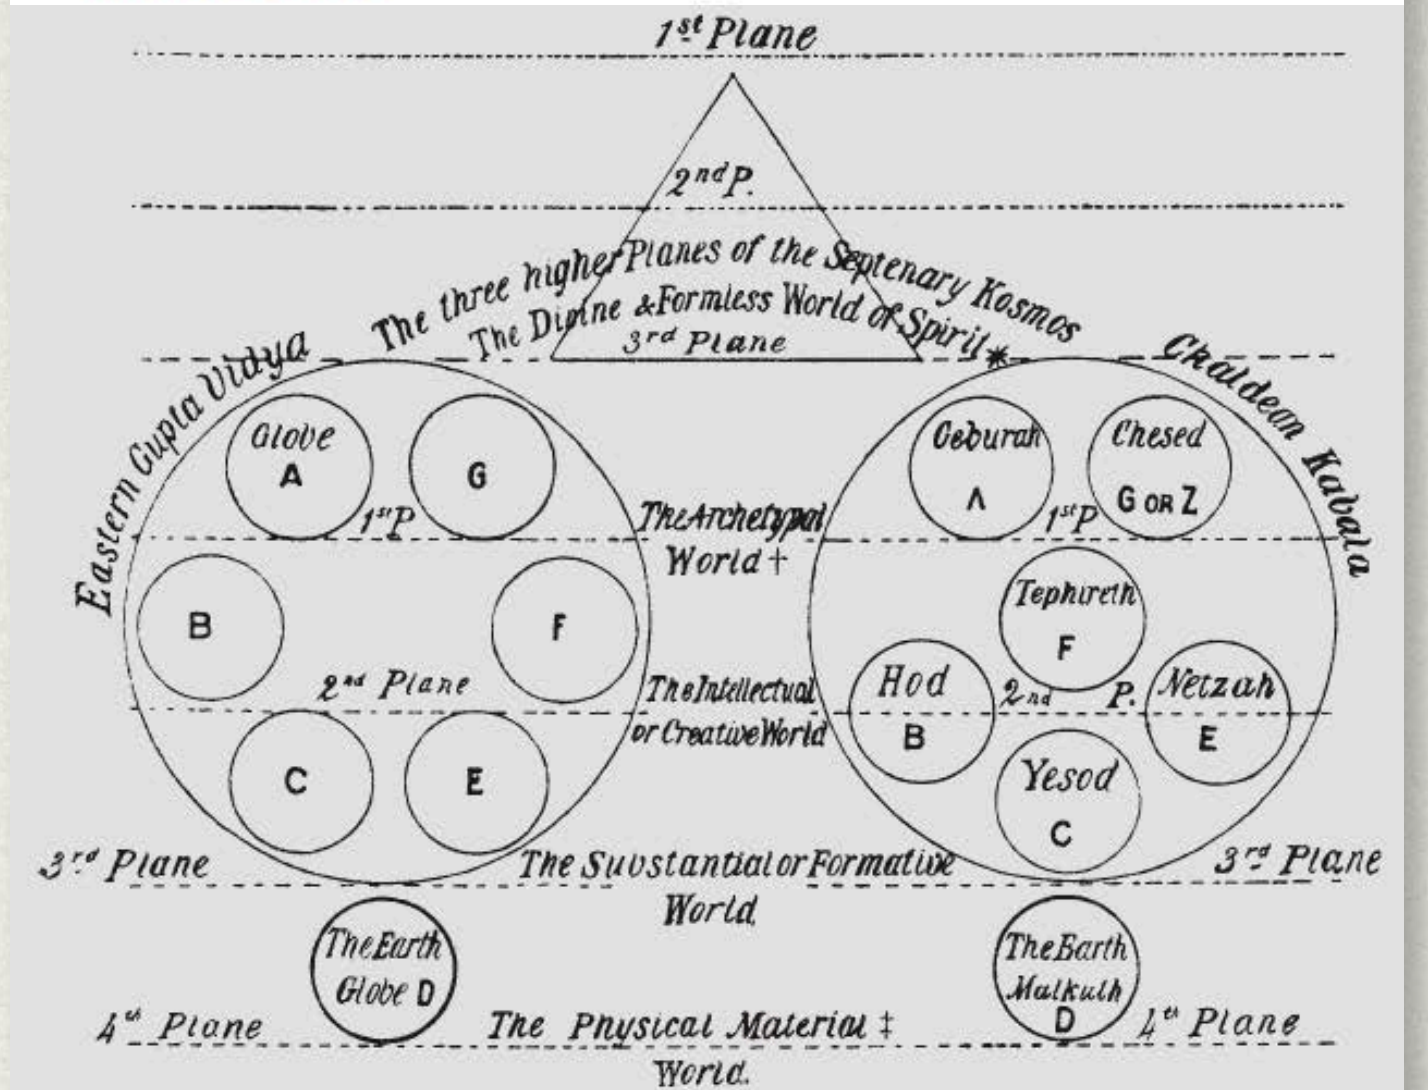 1st Plane
2nd P.
The three higher Planes of the Septenary Kosmos
The Divine & Formless World of Spirit*
3rd Plane
Eastern Gupta Vidya
Chaldean Kabala
Globe
A
G
1st P
Geburah
A
Chesed
G OR Z
1st P
The Archetypal
World †
B
F
2nd Plane
Tephireth
F
Hod
B
2nd P.
Netzah
E
The Intellectual
or Creative World
C
E
Yesod
C
3rd Plane
The Substantial or Formative
World.
3rd Plane
The Earth
Globe D
The Earth
Malkuth
D
4th Plane
The Physical Material ‡
World.
4th Plane